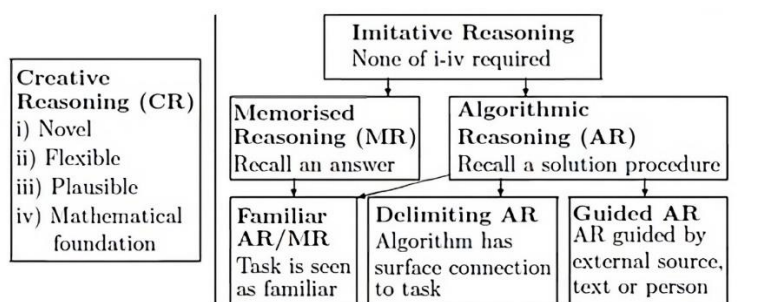 Creative
Reasoning (CR)
i) Novel
ii) Flexible
iii) Plausible
iv) Mathematical
foundation
Imitative Reasoning
None of i-iv required
Memorised
Reasoning (MR)
Recall an answer
Algorithmic
Reasoning (AR)
Recall a solution procedure
Familiar
AR/MR
Task is seen
as familiar
Delimiting AR
Algorithm has
surface connection
to task
Guided AR
AR guided by
external source,
text or person